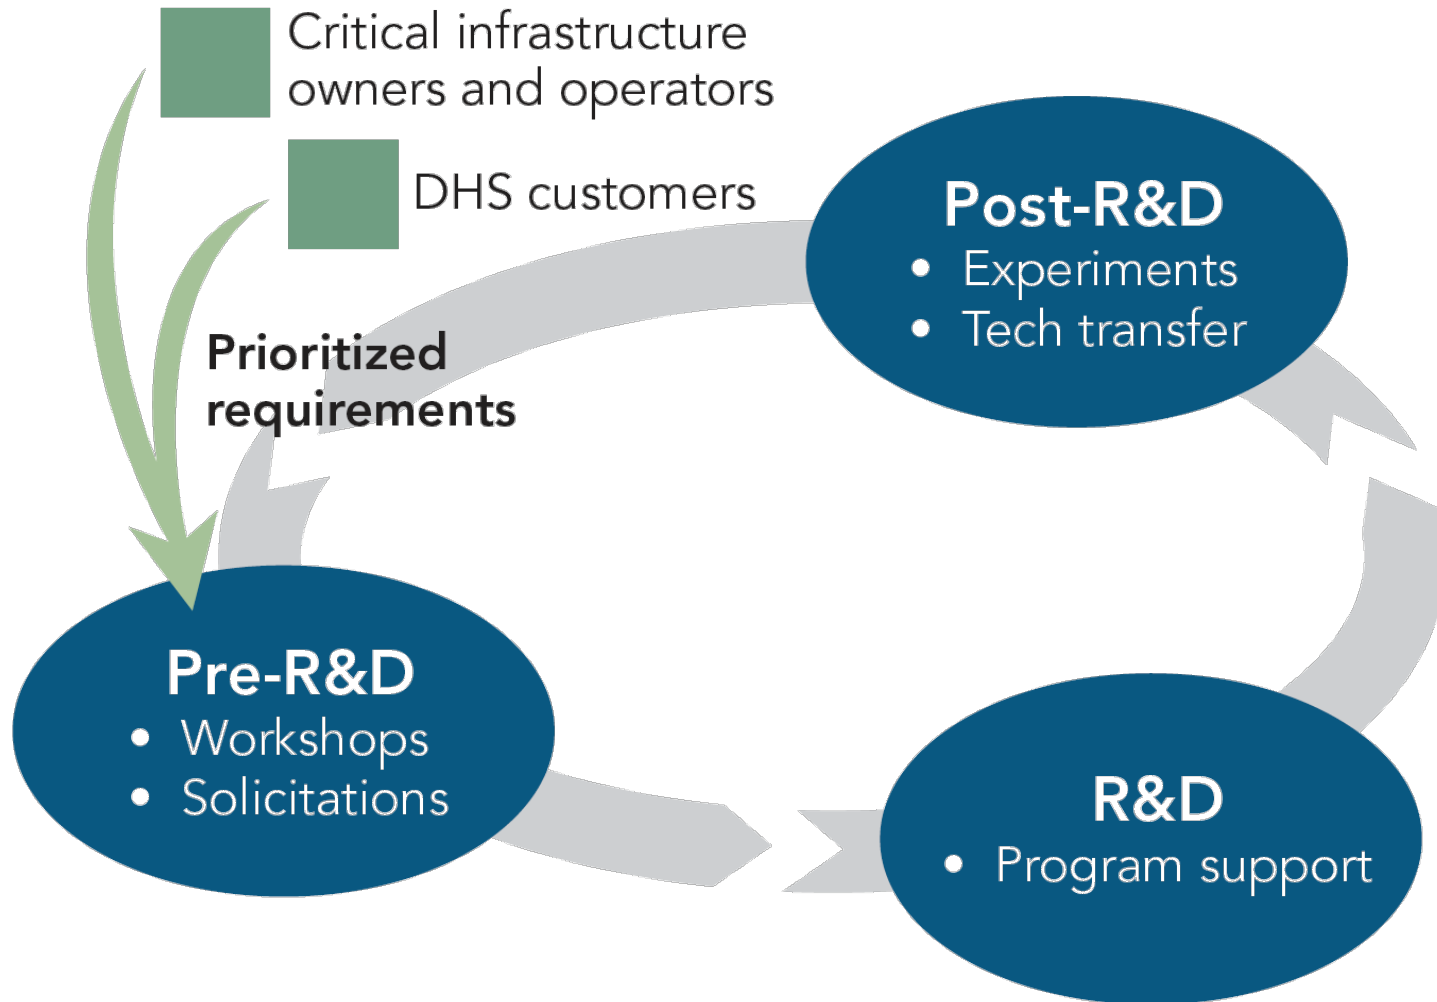 Critical infrastructure
owners and operators
DHS customers
Prioritized
requirements
Post-R&D
• Experiments
• Tech transfer
Pre-R&D
• Workshops
• Solicitations
R&D
• Program support